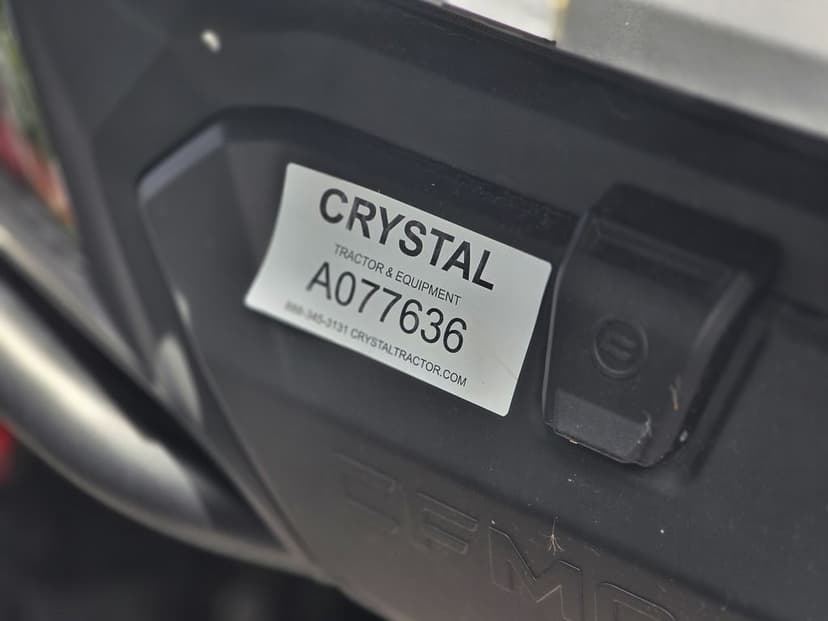 CRYSTAL
TRACTOR & EQUIPMENT
A077636
888-345-3131 CRYSTALTRACTOR.COM
CFMO